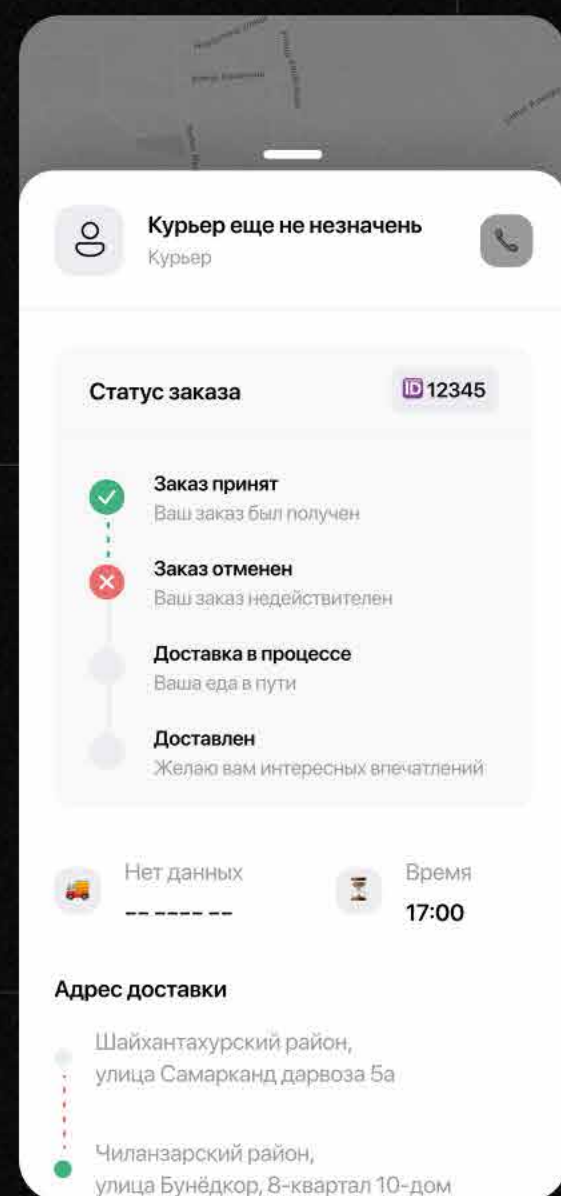 Курьер еще не незначень
Курьер
Статус заказа
🆔 12345
Заказ принят
Ваш заказ был получен
Заказ отменен
Ваш заказ недействителен
Доставка в процессе
Ваша еда в пути
Доставлен
Желаю вам интересных впечатлений
Нет данных
-- ---- --
Время
17:00
Адрес доставки
Шайхантахурский район,
улица Самарканд дарвоза 5а
Чиланзарский район,
улица Бунёдкор, 8-квартал 10-дом